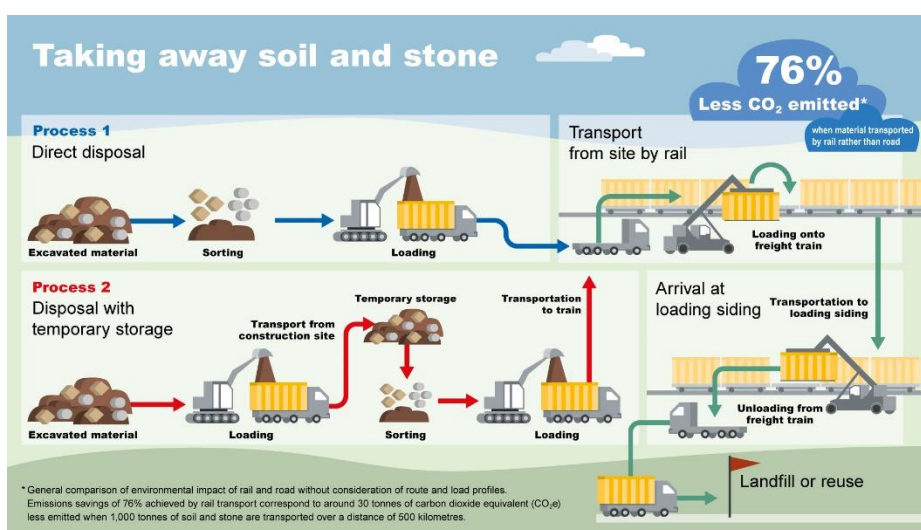 Taking away soil and stone
76%
Less CO₂ emitted*
when material transported
by rail rather than road
Process 1
Direct disposal
Excavated material
Sorting
Loading
Transport
from site by rail
Loading onto
freight train
Process 2
Disposal with
temporary storage
Excavated material
Loading
Transport from
construction site
Temporary storage
Sorting
Loading
Transportation
to train
Arrival at
loading siding
Transportation to
loading siding
Unloading from
freight train
Landfill or reuse
* General comparison of environmental impact of rail and road without consideration of route and load profiles.
Emissions savings of 76% achieved by rail transport correspond to around 30 tonnes of carbon dioxide equivalent (CO₂e)
less emitted when 1,000 tonnes of soil and stone are transported over a distance of 500 kilometres.